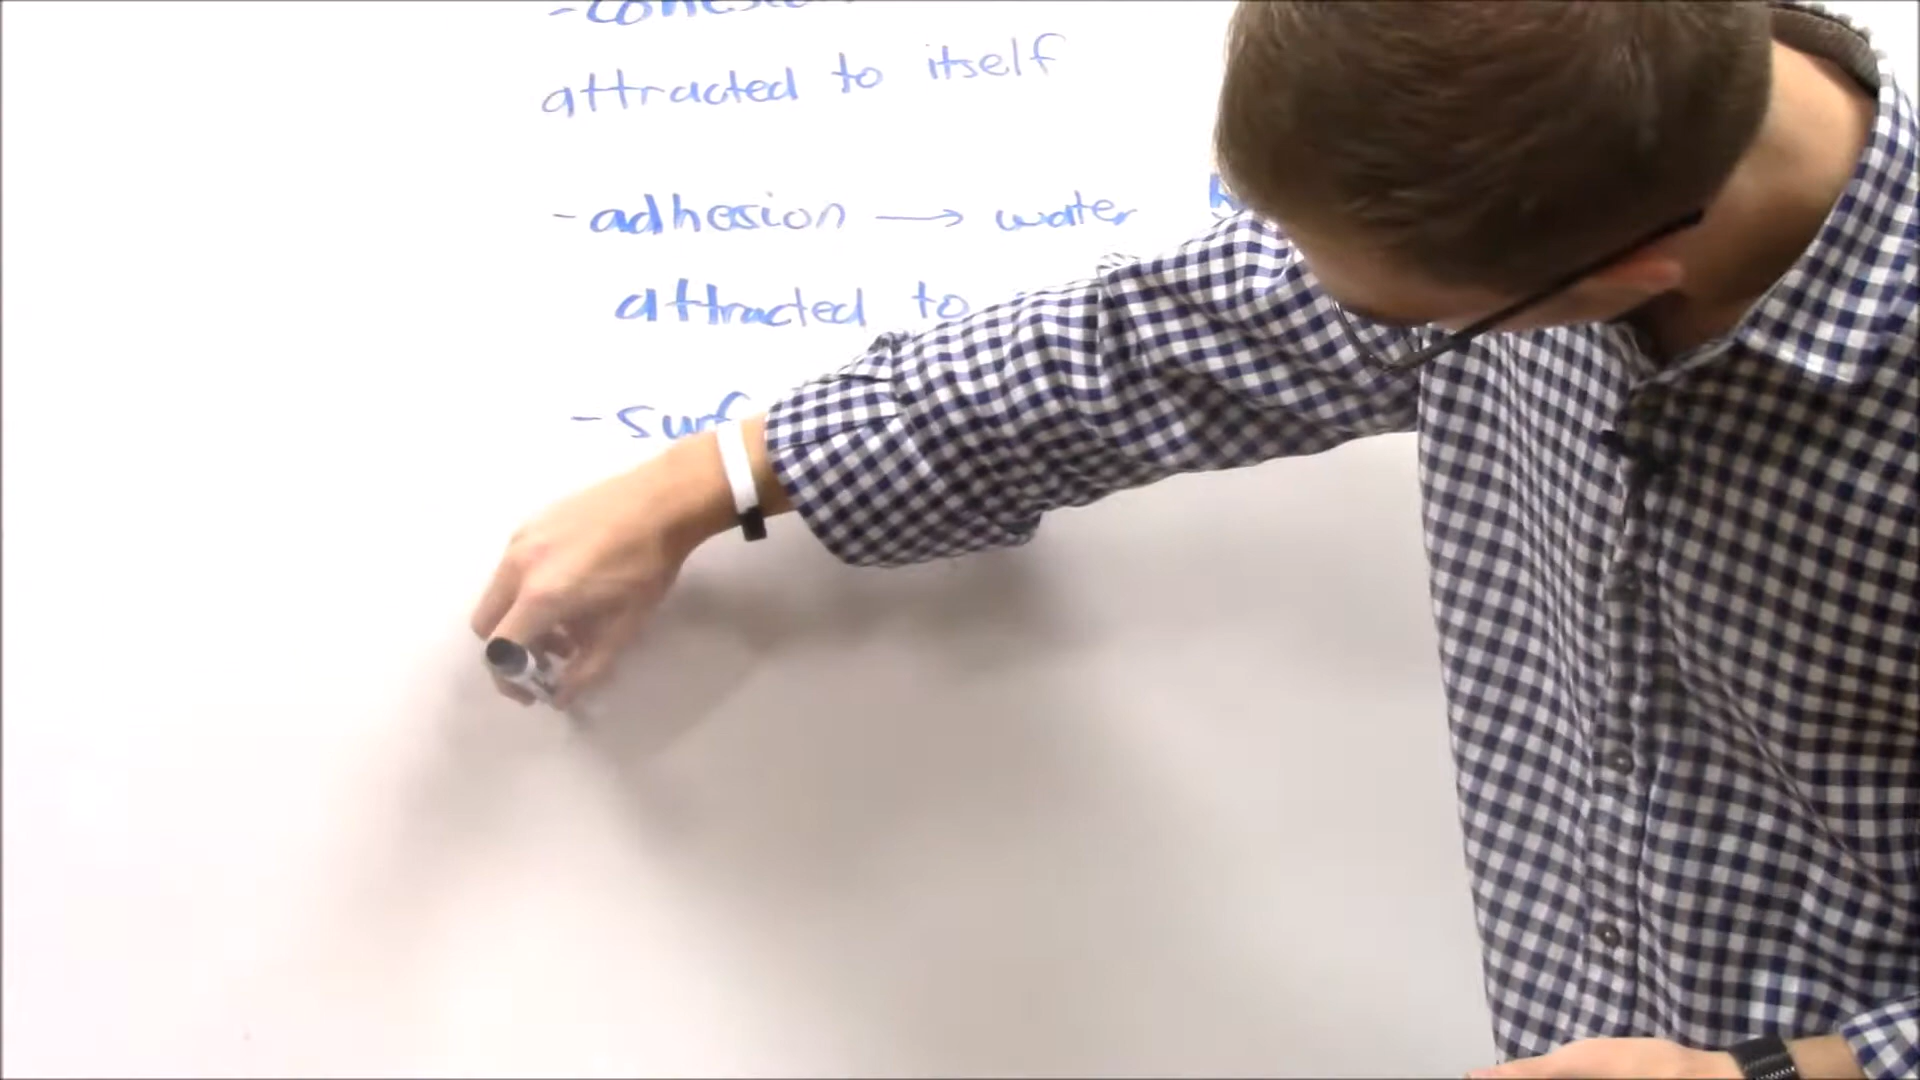 attracted to itself
-adhesion → water
attracted to
-surf